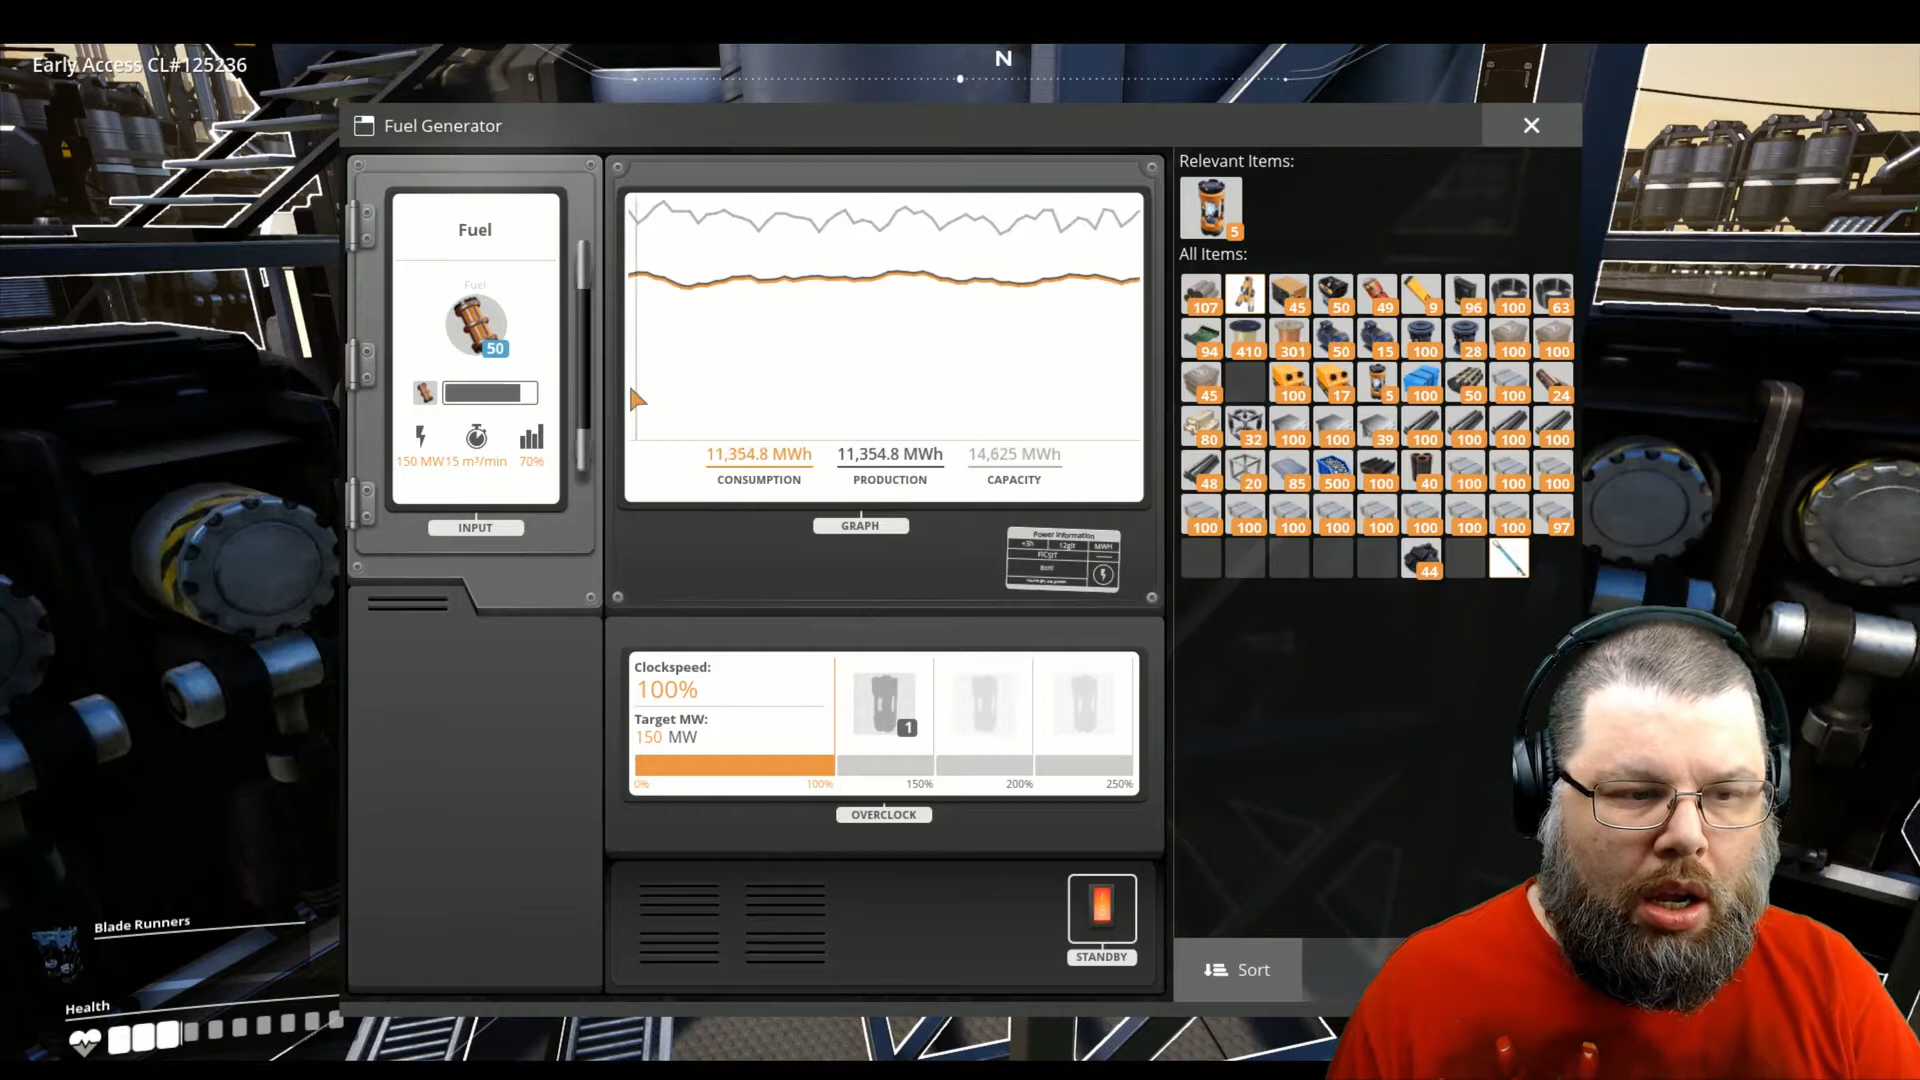 N
Early Access CL#125236
Fuel Generator
Relevant Items:
5
All Items:
107
45
50
49
9
96
100
63
94
410
301
50
15
100
28
100
100
45
100
17
5
100
50
100
24
80
32
100
100
39
100
100
100
100
48
20
85
500
100
40
100
100
100
100
100
100
100
100
100
100
100
97
44
Fuel
Fuel
50
150 MW
15 m³/min
70%
INPUT
11,354.8 MWh
CONSUMPTION
11,354.8 MWh
PRODUCTION
14,625 MWh
CAPACITY
GRAPH
Power Information
MWH
FICSIT
Clockspeed:
100%
Target MW:
150 MW
1
0%
100%
150%
200%
250%
OVERCLOCK
STANDBY
Sort
Blade Runners
Health